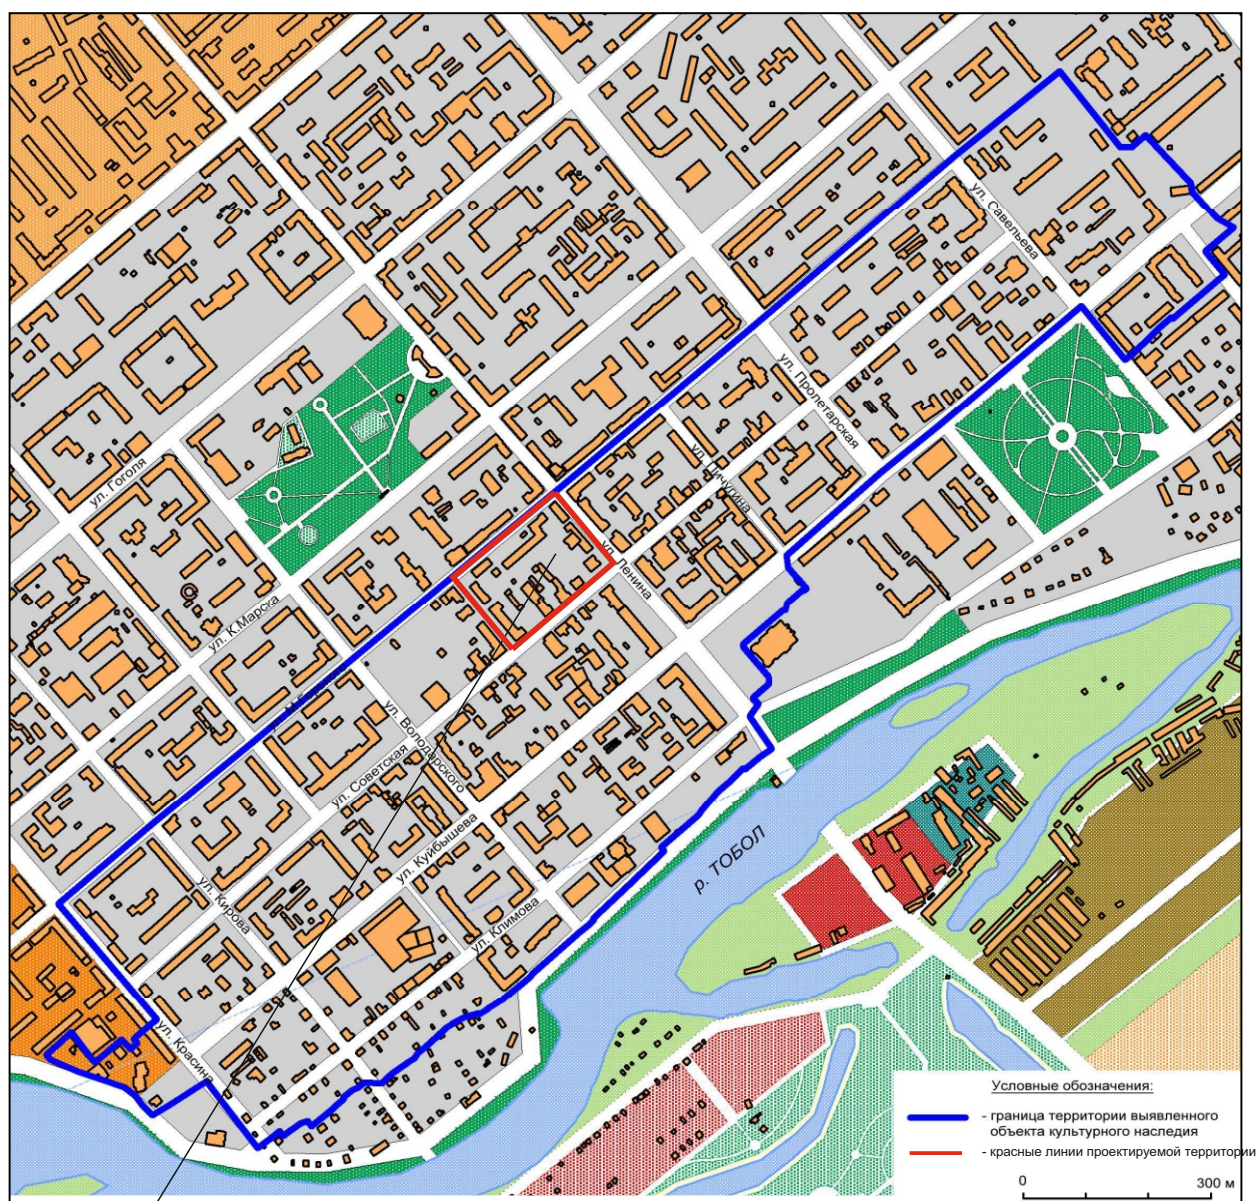 ул. Савельева
ул. Пролетарская
ул. Пичугина
ул. Гоголя
ул. Ленина
ул. К.Марска
ул. Володарского
ул. Советская
ул. Куйбышева
р. ТОБОЛ
ул. Кирова
ул. Климова
ул. Красина
Условные обозначения:
- граница территории выявленного
объекта культурного наследия
- красные линии проектируемой территории
0 300 м